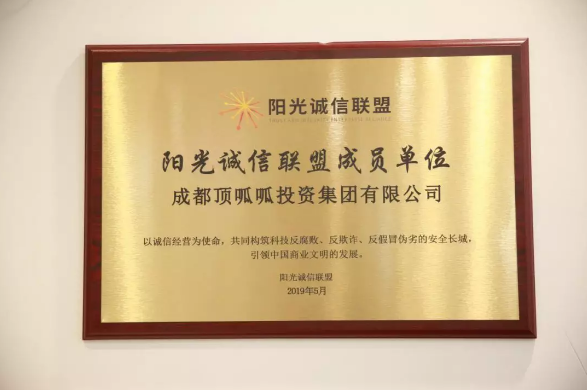 阳光诚信联盟
阳光诚信联盟成员单位
成都顶呱呱投资集团有限公司
以诚信经营为使命，共同构筑科技反腐败、反欺诈、反假冒伪劣的安全长城，
引领中国商业文明的发展。
阳光诚信联盟
2019年5月